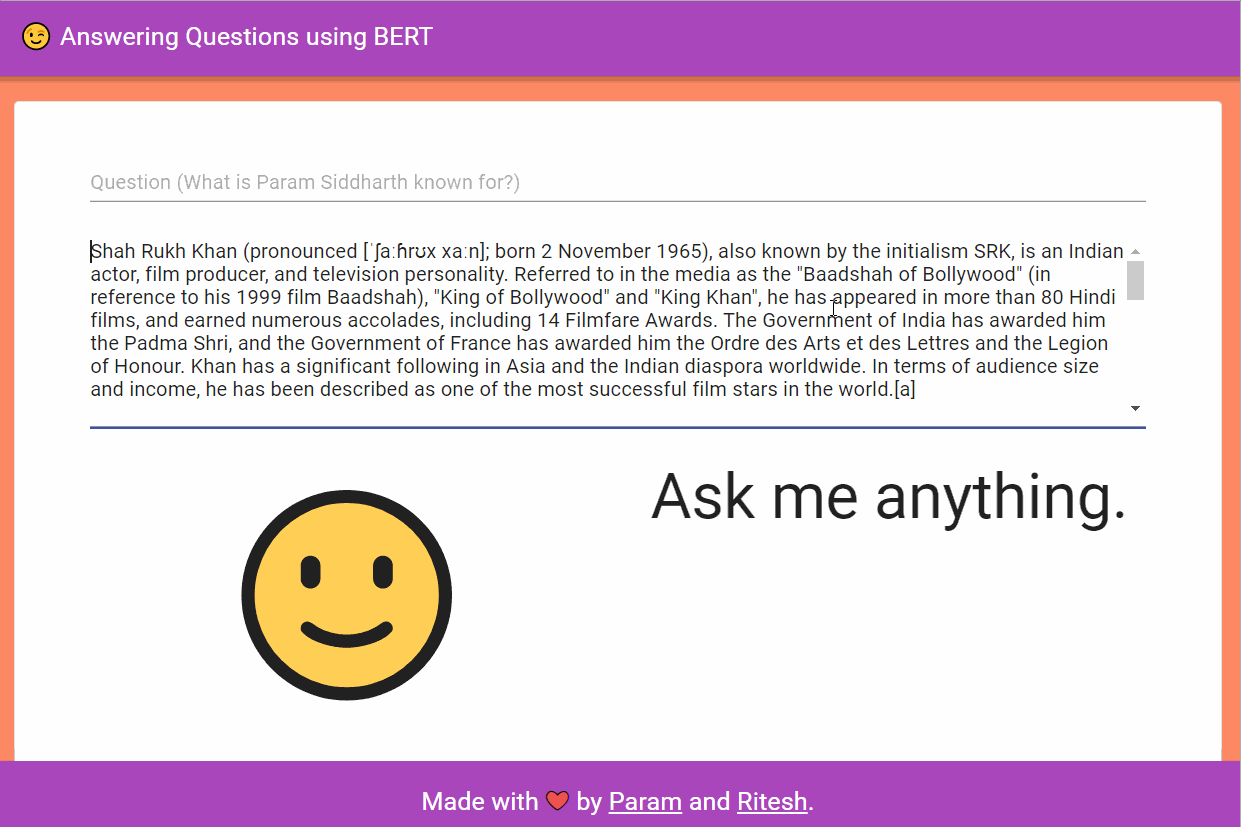 Answering Questions using BERT
Question (What is Param Siddharth known for?)
Shah Rukh Khan (pronounced [ˈʃaːɦrʊx xaːn]; born 2 November 1965), also known by the initialism SRK, is an Indian
actor, film producer, and television personality. Referred to in the media as the "Baadshah of Bollywood" (in
reference to his 1999 film Baadshah), "King of Bollywood" and "King Khan", he has appeared in more than 80 Hindi
films, and earned numerous accolades, including 14 Filmfare Awards. The Government of India has awarded him
the Padma Shri, and the Government of France has awarded him the Ordre des Arts et des Lettres and the Legion
of Honour. Khan has a significant following in Asia and the Indian diaspora worldwide. In terms of audience size
and income, he has been described as one of the most successful film stars in the world.[a]
Ask me anything.
Made with ❤ by Param and Ritesh.